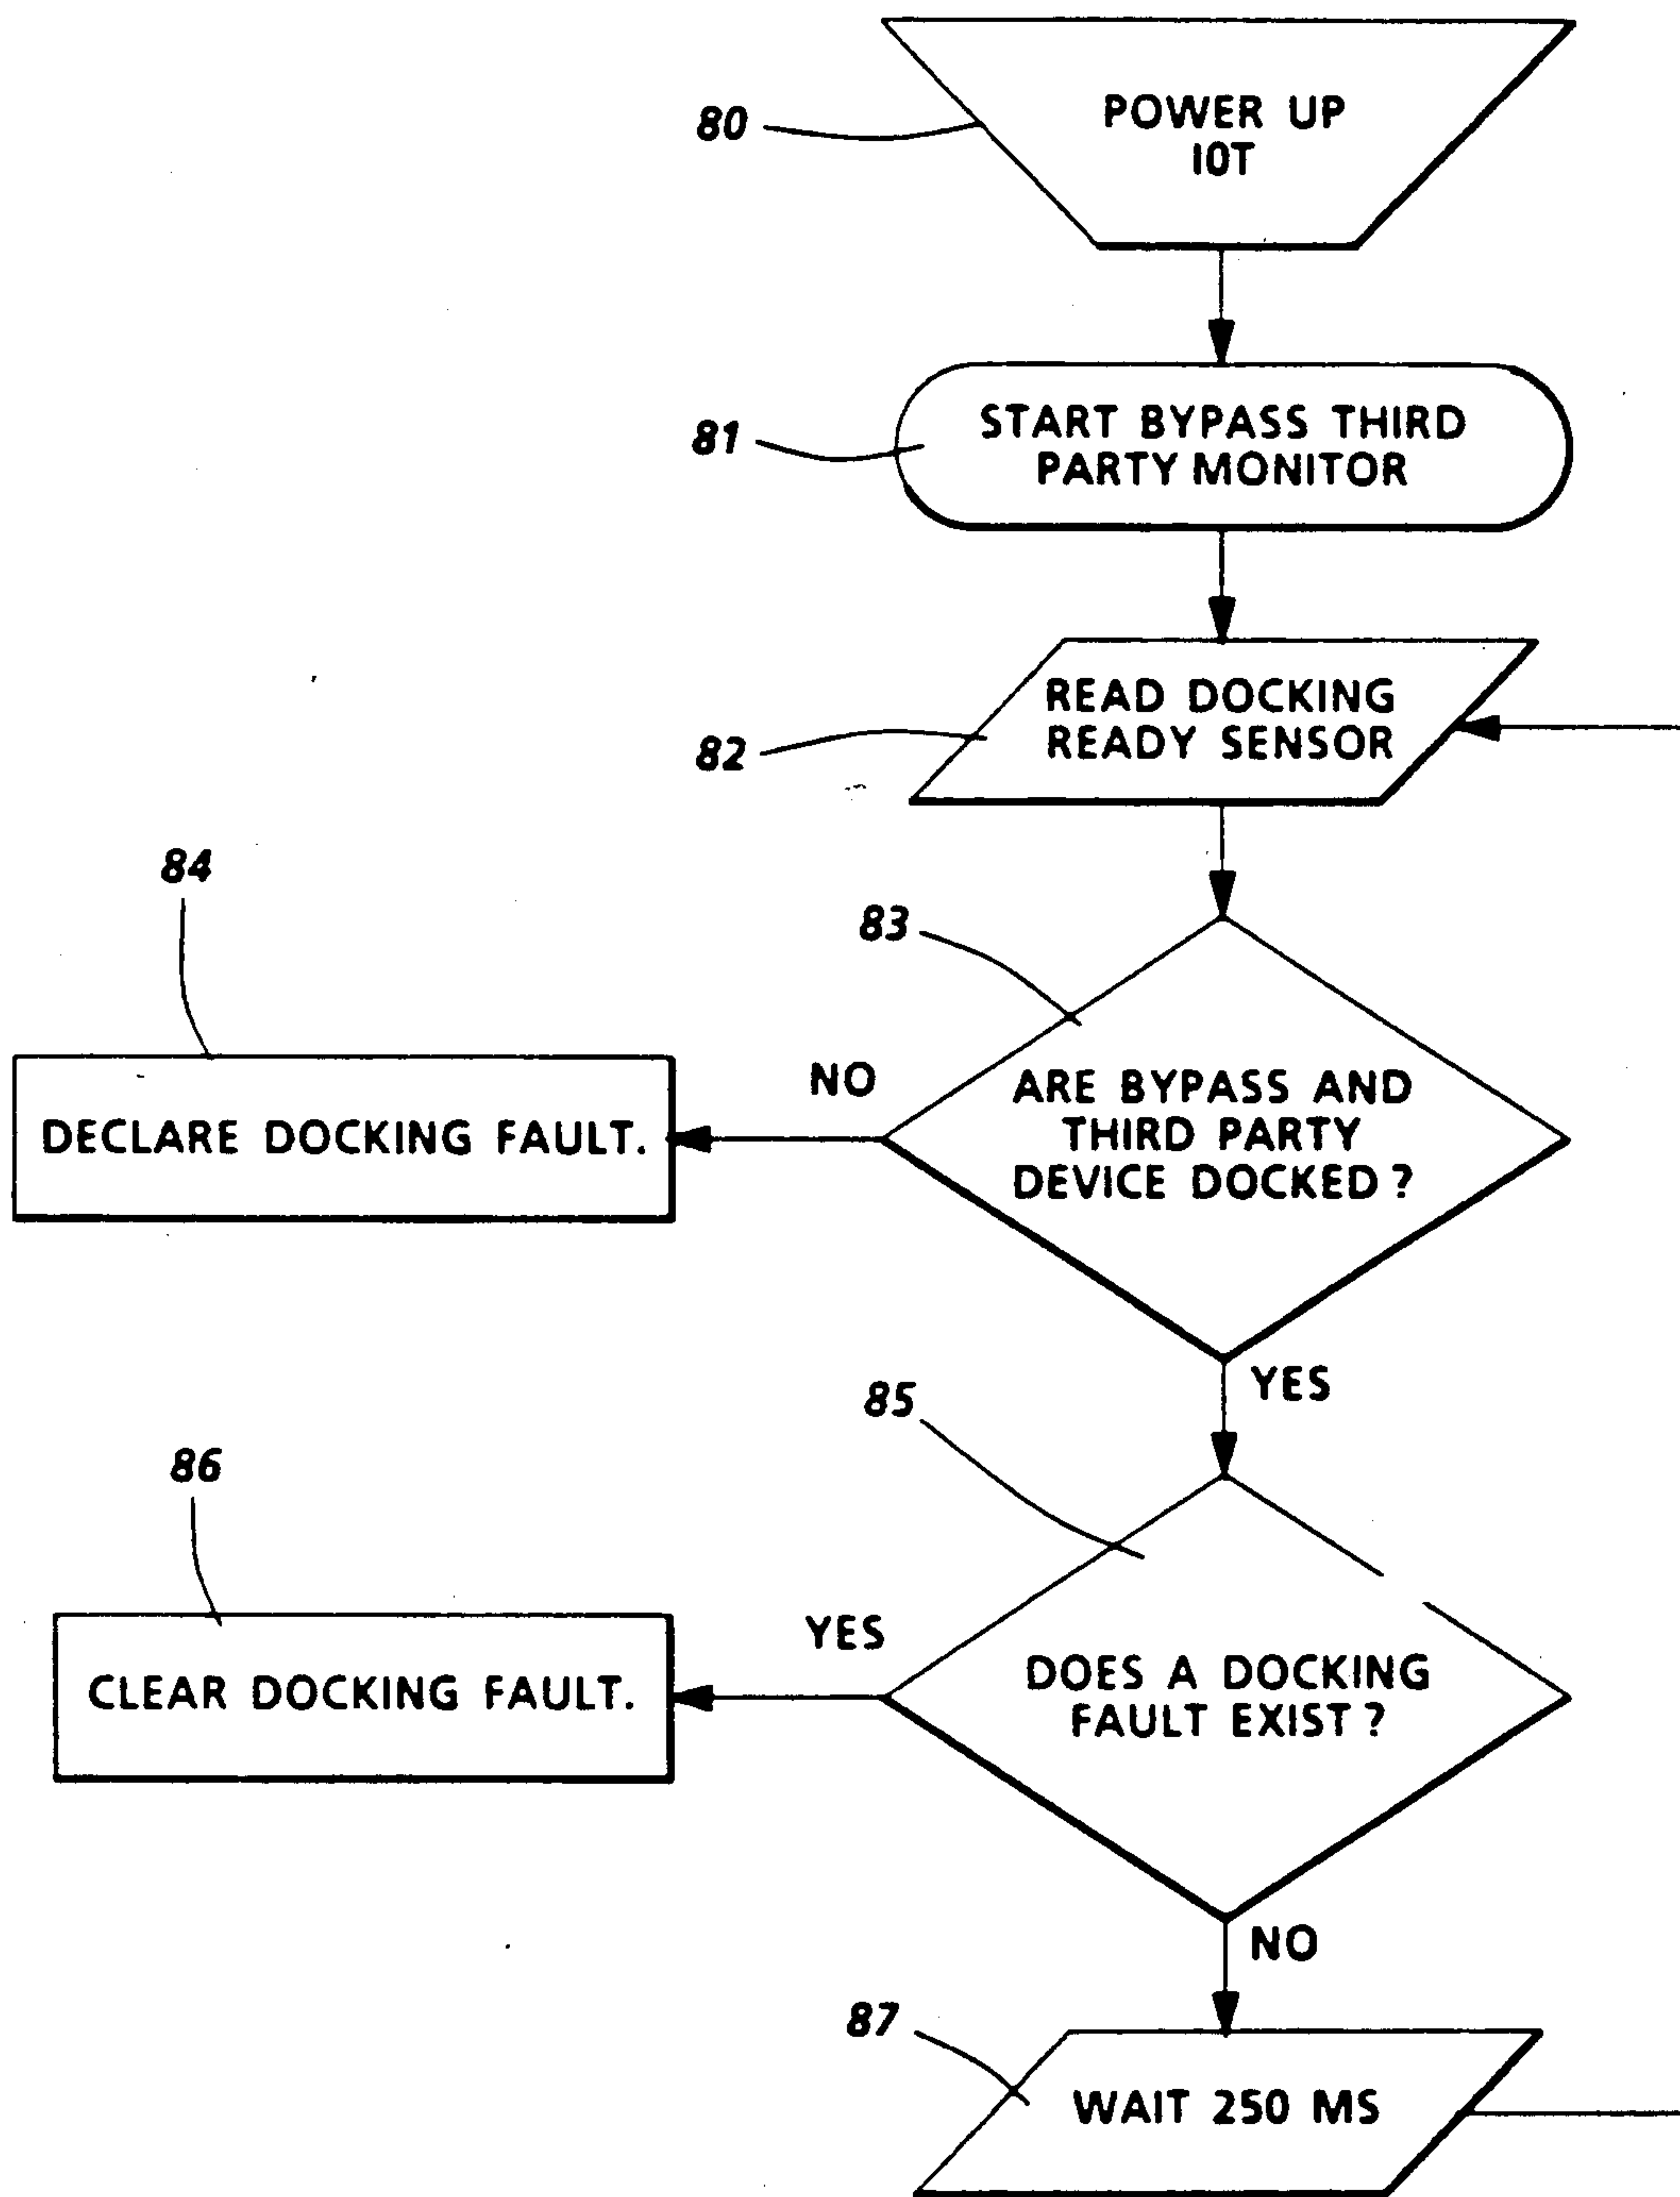 80
POWER UP
IOT
81
START BYPASS THIRD
PARTY MONITOR
82
READ DOCKING
READY SENSOR
83
ARE BYPASS AND
THIRD PARTY
DEVICE DOCKED?
NO
84
DECLARE DOCKING FAULT.
YES
85
DOES A DOCKING
FAULT EXIST?
YES
86
CLEAR DOCKING FAULT.
NO
87
WAIT 250 MS